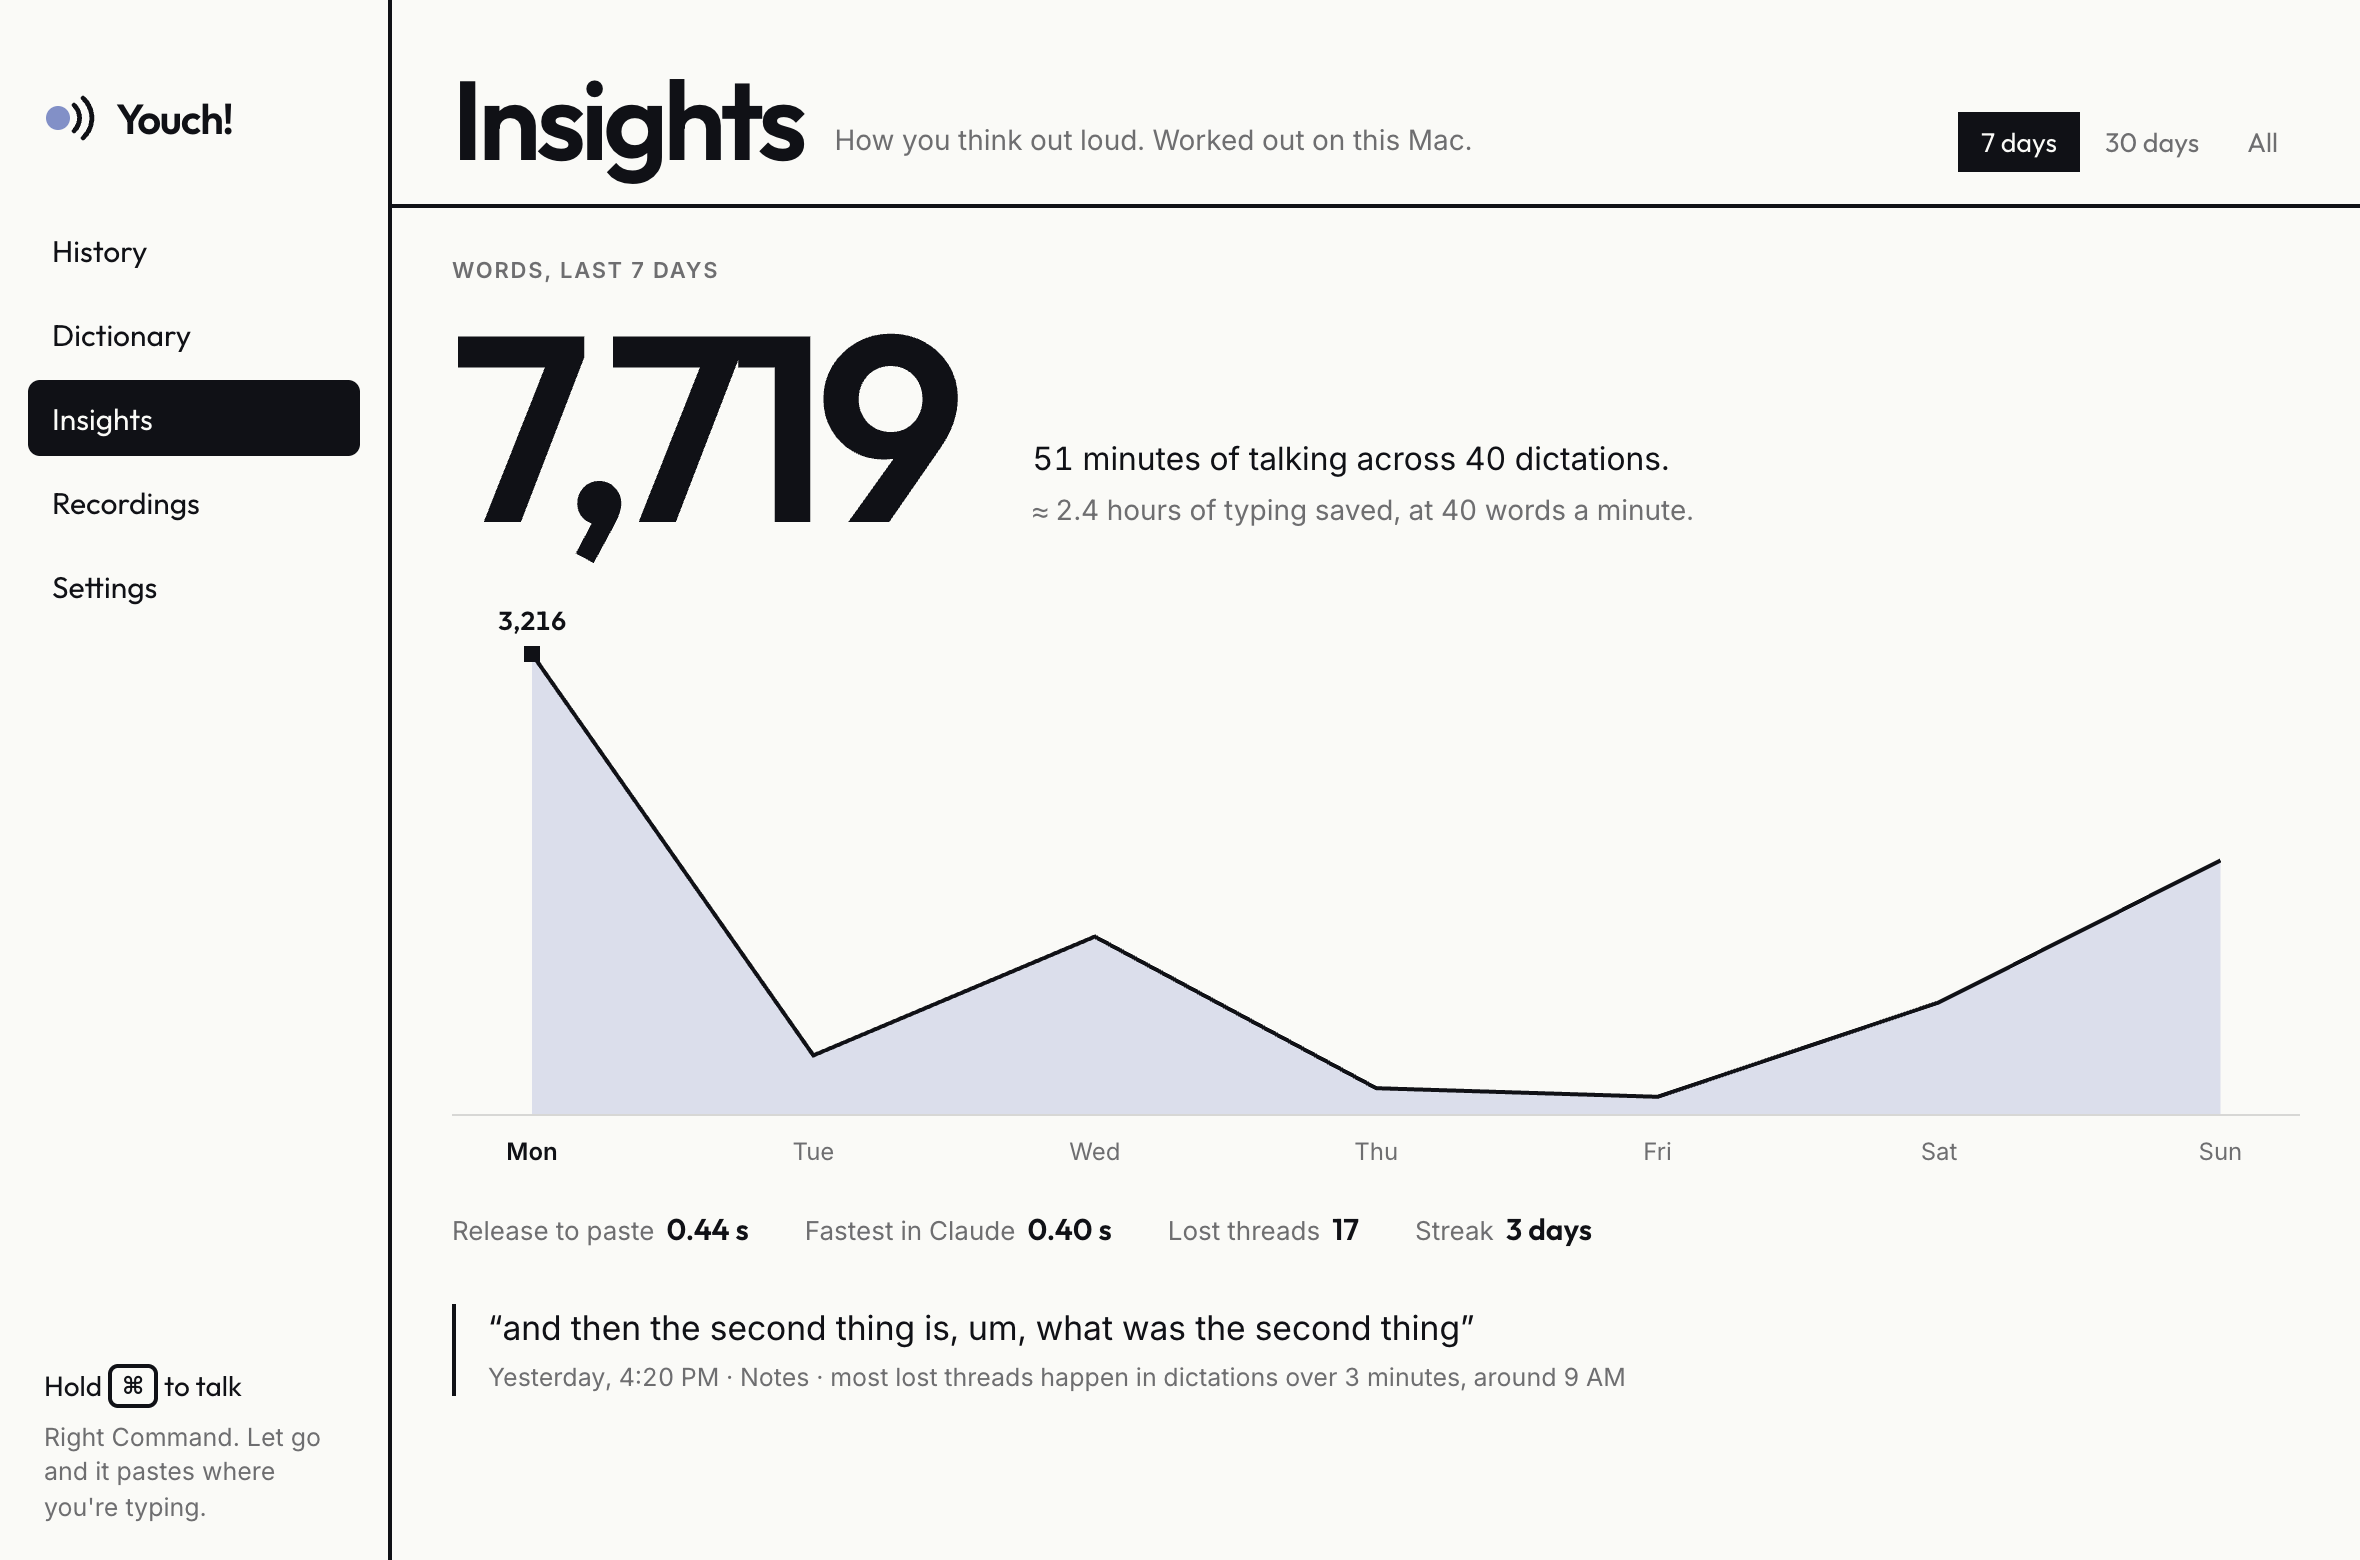 Youch!
History
Dictionary
Insights
Recordings
Settings
Hold ⌘ to talk
Right Command. Let go
and it pastes where
you're typing.
Insights
How you think out loud. Worked out on this Mac.
7 days
30 days
All
WORDS, LAST 7 DAYS
7,719
51 minutes of talking across 40 dictations.
≈ 2.4 hours of typing saved, at 40 words a minute.
3,216
Mon
Tue
Wed
Thu
Fri
Sat
Sun
Release to paste 0.44 s
Fastest in Claude 0.40 s
Lost threads 17
Streak 3 days
“and then the second thing is, um, what was the second thing”
Yesterday, 4:20 PM · Notes · most lost threads happen in dictations over 3 minutes, around 9 AM